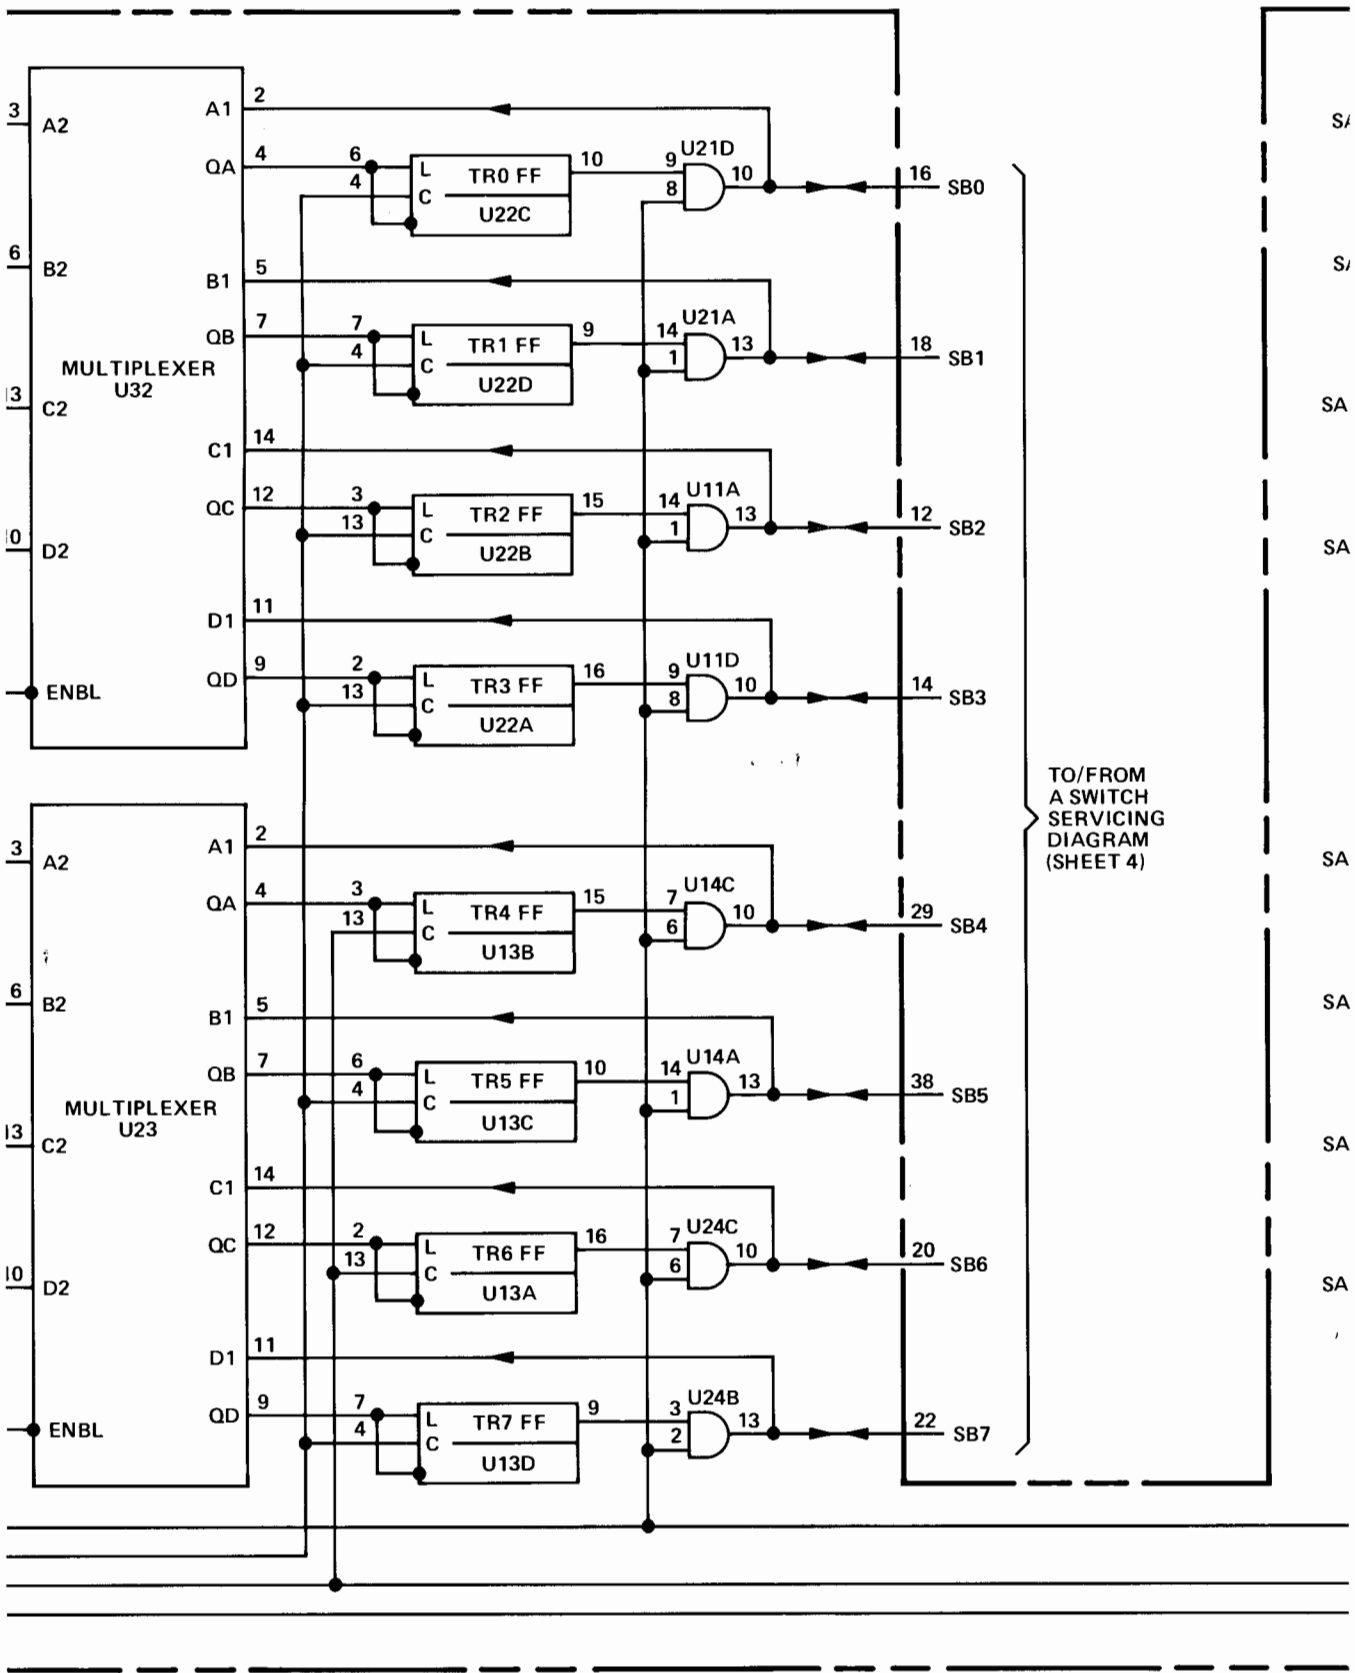 A1 2
3 A2
QA 4 6 L TR0 FF 10 9 U21D 10 16 SB0
4 C U22C 8
6 B2
B1 5
QB 7 7 L TR1 FF 9 14 U21A 13 18 SB1
4 C U22D 1
MULTIPLEXER
U32
C2
C1 14
QC 12 3 L TR2 FF 15 14 U11A 13 12 SB2
13 C U22B 1
D2
D1 11
QD 9 2 L TR3 FF 16 9 U11D 10 14 SB3
13 C U22A 8
ENBL
TO/FROM
A SWITCH
SERVICING
DIAGRAM
(SHEET 4)
A1 2
3 A2
QA 4 3 L TR4 FF 15 7 U14C 10 29 SB4
13 C U13B 6
6 B2
B1 5
QB 7 6 L TR5 FF 10 14 U14A 13 38 SB5
4 C U13C 1
MULTIPLEXER
U23
C2
C1 14
QC 12 2 L TR6 FF 16 7 U24C 10 20 SB6
13 C U13A 6
D2
D1 11
QD 9 7 L TR7 FF 9 3 U24B 13 22 SB7
4 C U13D 2
ENBL
SA
SA
SA
SA
SA
SA